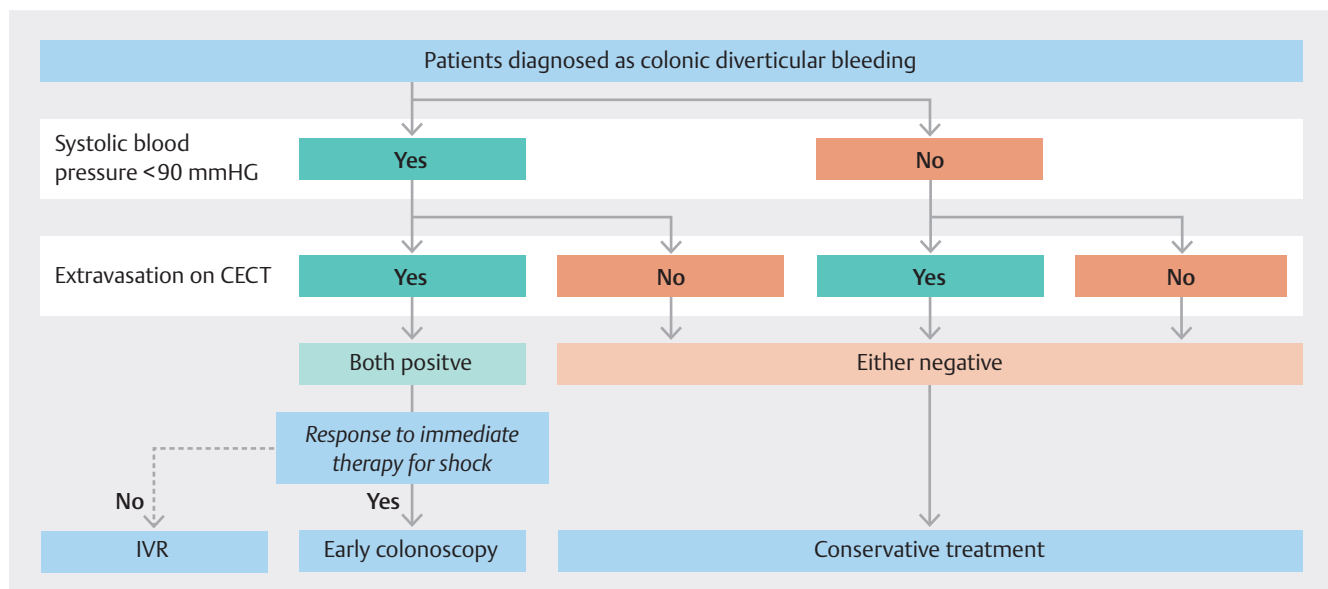 Patients diagnosed as colonic diverticular bleeding
Systolic blood
pressure <90 mmHG
Yes
No
Extravasation on CECT
Yes
No
Yes
No
Both positve
Either negative
Response to immediate
therapy for shock
No
Yes
IVR
Early colonoscopy
Conservative treatment